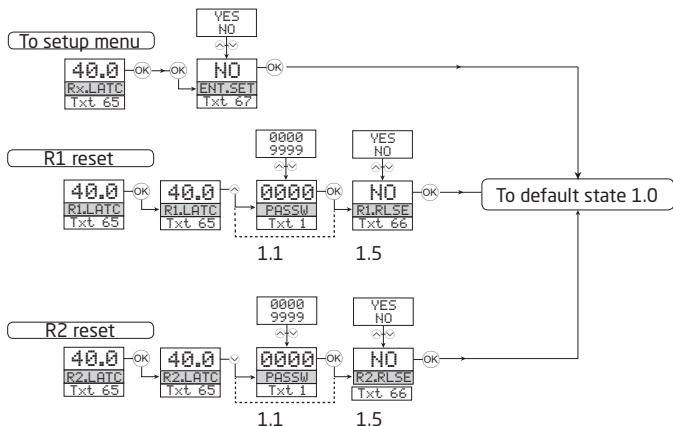 YES
NO
To setup menu
40.0 OK OK NO OK
Rx.LATC ENT.SET
Txt 65 Txt 67
0000 YES
9999 NO
R1 reset
40.0 OK 40.0 0000 OK NO OK To default state 1.0
R1.LATC R1.LATC PASSW R1.RLSE
Txt 65 Txt 65 Txt 1 Txt 66
1.1 1.5
0000 YES
9999 NO
R2 reset
40.0 OK 40.0 0000 OK NO OK
R2.LATC R2.LATC PASSW R2.RLSE
Txt 65 Txt 65 Txt 1 Txt 66
1.1 1.5